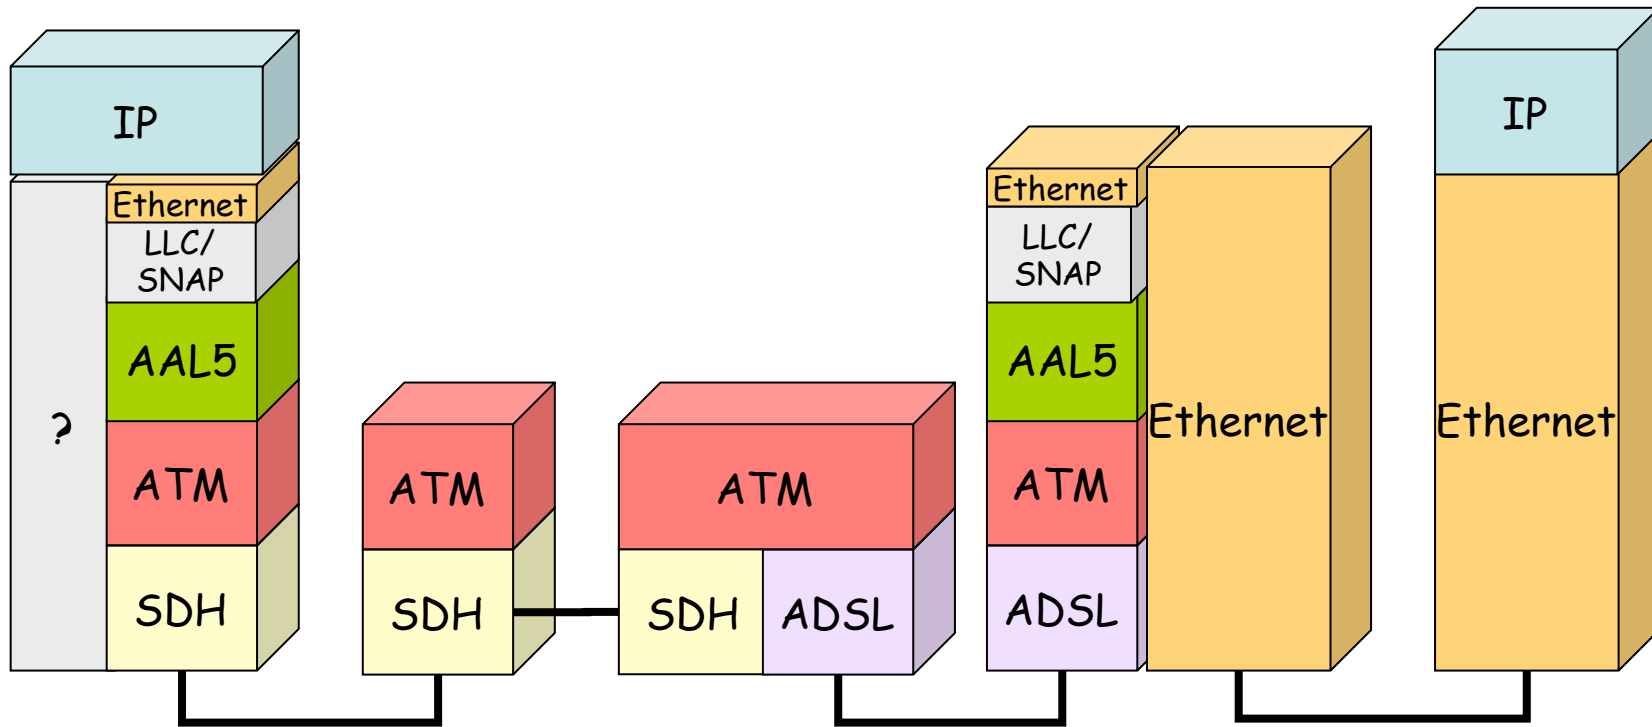 IP
?
Ethernet
LLC/
SNAP
AAL5
ATM
SDH
ATM
SDH
ATM
SDH
ADSL
Ethernet
LLC/
SNAP
AAL5
ATM
ADSL
Ethernet
IP
Ethernet